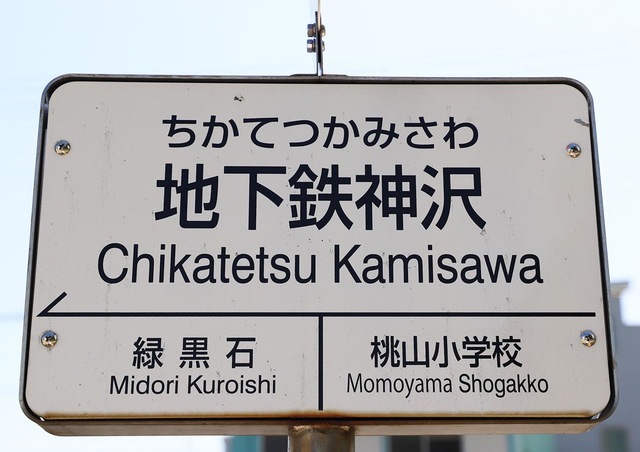 ちかてつかみさわ
地下鉄神沢
Chikatetsu Kamisawa
緑黒石 桃山小学校
Midori Kuroishi Momoyama Shogakko